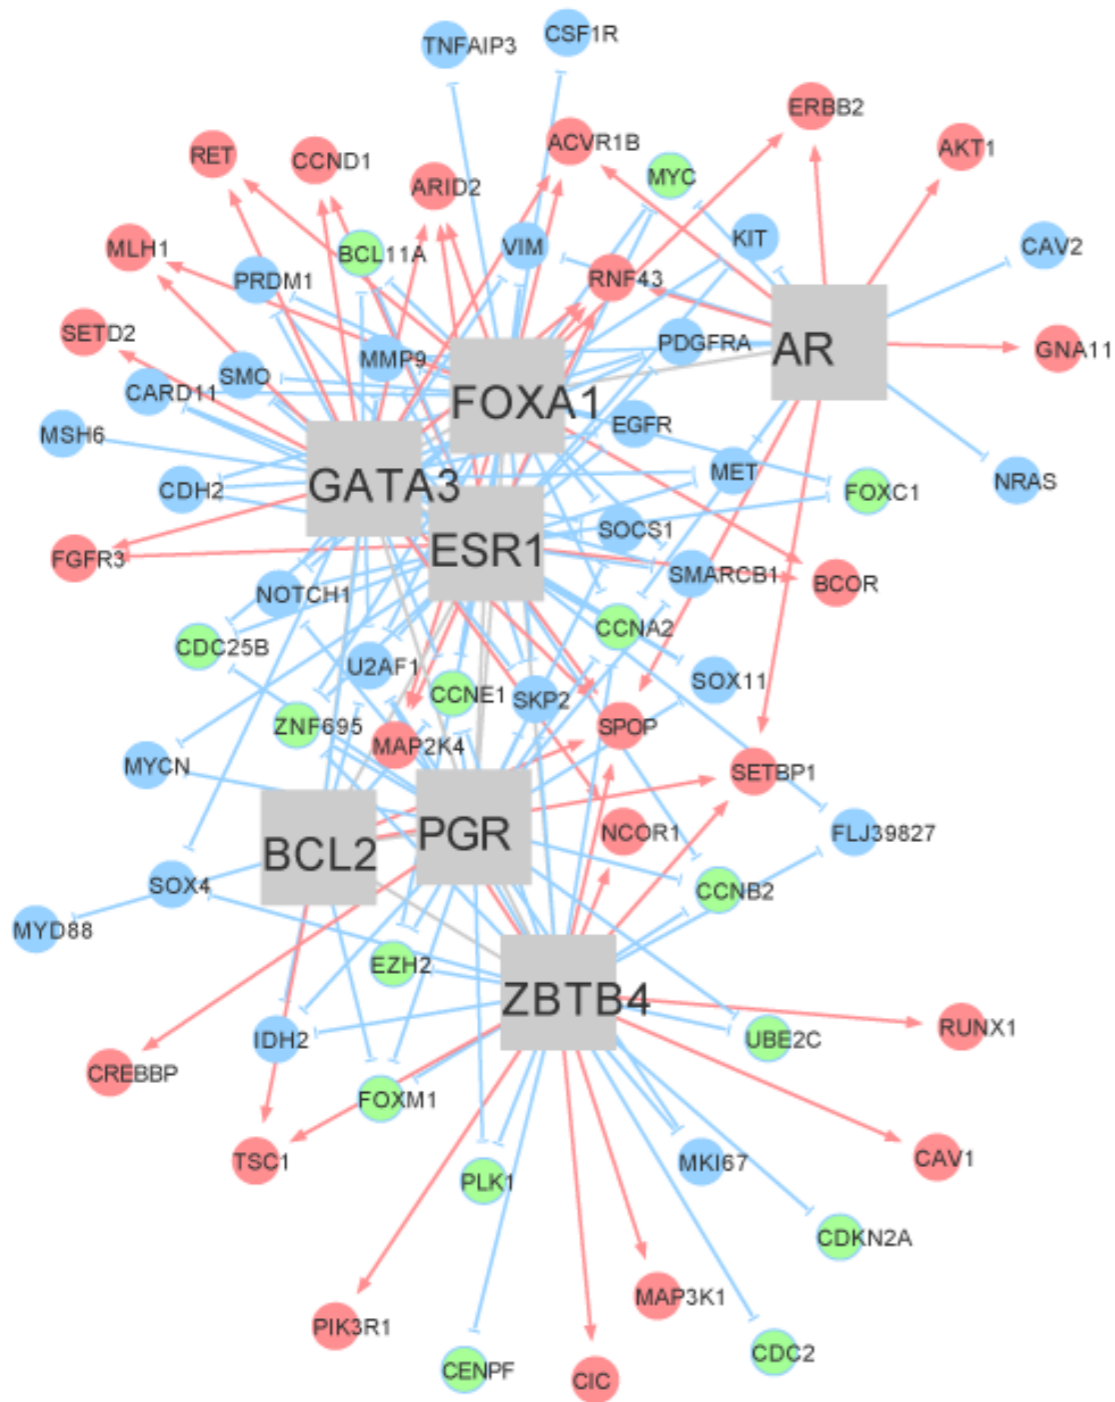 TNFAIP3
CSF1R
ERBB2
AKT1
RET
CCND1
ACVR1B
ARID2
MYC
MLH1
BCL11A
VIM
KIT
CAV2
PRDM1
RNF43
SETD2
MMP9
PDGFRA
AR
GNA11
SMO
CARD11
FOXA1
EGFR
MSH6
MET
NRAS
CDH2
GATA3
FOXC1
SOCS1
ESR1
FGFR3
SMARCB1
BCOR
NOTCH1
CCNA2
CDC25B
U2AF1
SOX11
CCNE1
SKP2
ZNF695
SPOP
MAP2K4
MYCN
SETBP1
NCOR1
FLJ39827
PGR
BCL2
SOX4
CCNB2
MYD88
EZH2
ZBTB4
RUNX1
IDH2
UBE2C
CREBBP
FOXM1
TSC1
MKI67
CAV1
PLK1
CDKN2A
MAP3K1
PIK3R1
CDC2
CENPF
CIC